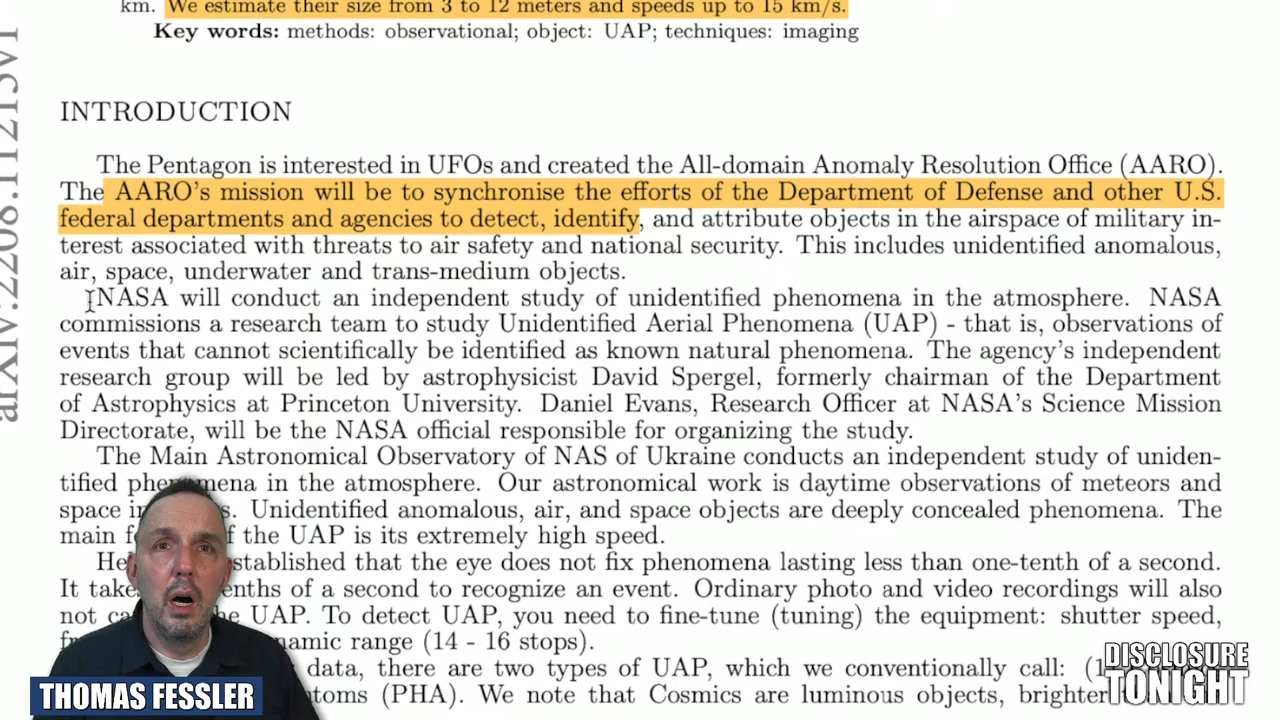 km. We estimate their size from 3 to 12 meters and speeds up to 15 km/s.
Key words: methods: observational; object: UAP; techniques: imaging
INTRODUCTION
The Pentagon is interested in UFOs and created the All-domain Anomaly Resolution Office (AARO).
The AARO's mission will be to synchronise the efforts of the Department of Defense and other U.S.
federal departments and agencies to detect, identify, and attribute objects in the airspace of military in-
terest associated with threats to air safety and national security. This includes unidentified anomalous,
air, space, underwater and trans-medium objects.
NASA will conduct an independent study of unidentified phenomena in the atmosphere. NASA
commissions a research team to study Unidentified Aerial Phenomena (UAP) - that is, observations of
events that cannot scientifically be identified as known natural phenomena. The agency's independent
research group will be led by astrophysicist David Spergel, formerly chairman of the Department
of Astrophysics at Princeton University. Daniel Evans, Research Officer at NASA's Science Mission
Directorate, will be the NASA official responsible for organizing the study.
The Main Astronomical Observatory of NAS of Ukraine conducts an independent study of uniden-
tified phenomena in the atmosphere. Our astronomical work is daytime observations of meteors and
space Unidentified anomalous, air, and space objects are deeply concealed phenomena. The
main of the UAP is its extremely high speed.
established that the eye does not fix phenomena lasting less than one-tenth of a second.
It of a second to recognize an event. Ordinary photo and video recordings will also
not UAP. To detect UAP, you need to fine-tune (tuning) the equipment: shutter speed,
range (14 - 16 stops).
data, there are two types of UAP, which we conventionally call:
(PHA). We note that Cosmics are luminous objects, brighter
arXiv:2208.11215v1
THOMAS FESSLER
DISCLOSURE
TONIGHT